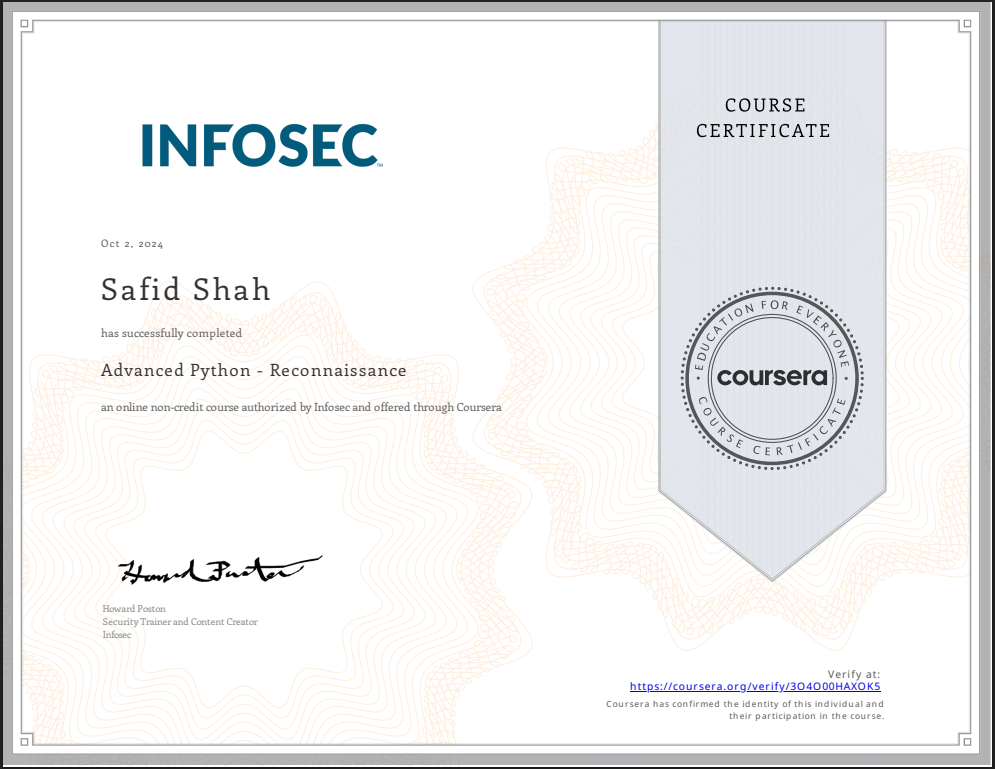 COURSE
CERTIFICATE
INFOSEC™
Oct 2, 2024
Safid Shah
has successfully completed
Advanced Python - Reconnaissance
an online non-credit course authorized by Infosec and offered through Coursera
EDUCATION FOR EVERYONE
coursera
COURSE CERTIFICATE
Howard Poston
Howard Poston
Security Trainer and Content Creator
Infosec
Verify at:
https://coursera.org/verify/3O4O00HAXOK5
Coursera has confirmed the identity of this individual and
their participation in the course.